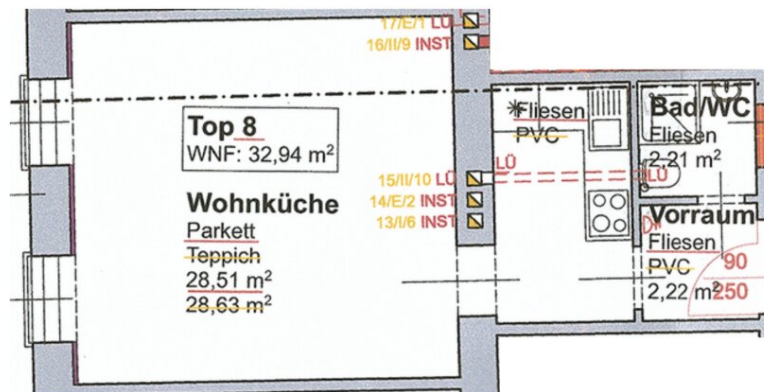 17/E/1 LÜ
16/II/9 INST
Top 8
WNF: 32,94 m²
15/II/10 LÜ
14/E/2 INST
13/I/6 INST
Wohnküche
Parkett
Teppich
28,51 m²
28,63 m²
Fliesen
PVC
LÜ
Bad/WC
Fliesen
2,21 m²
LÜ
Vorraum
Fliesen
PVC
2,22 m²
90
250